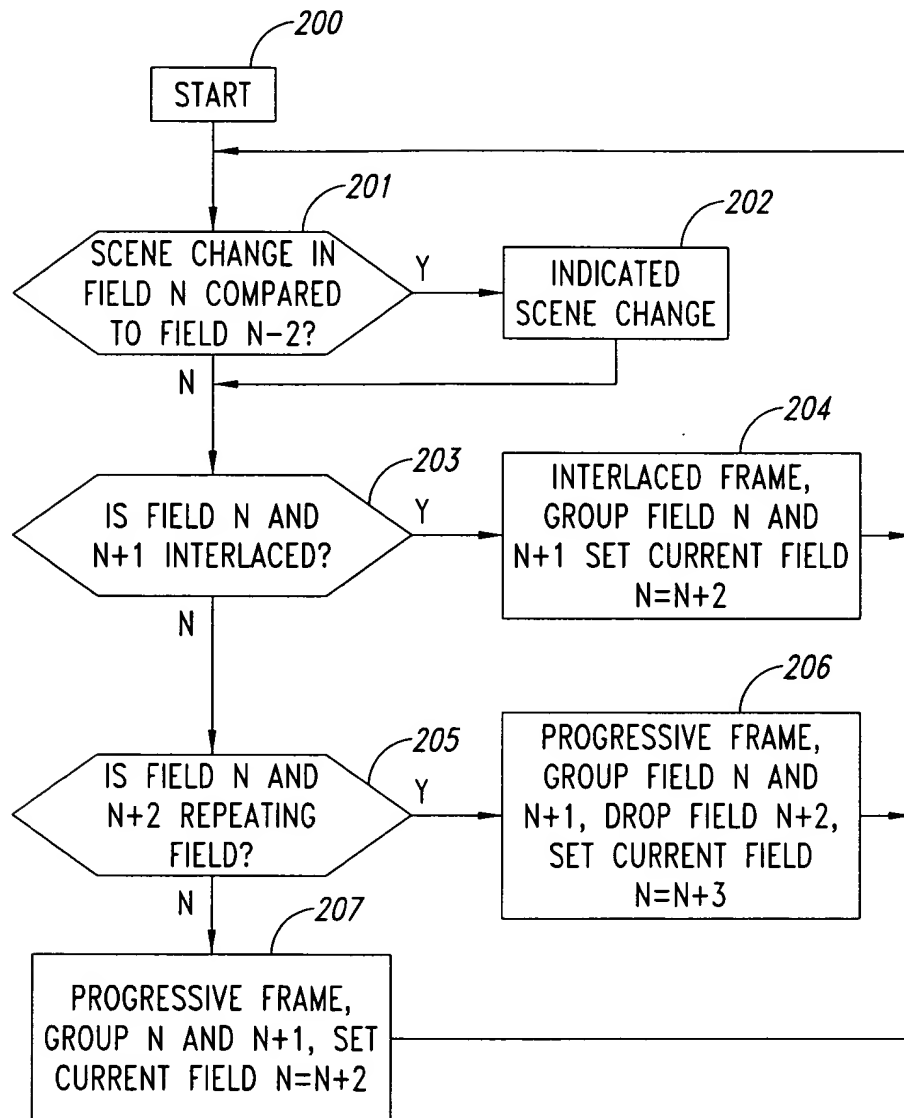 200
START
201
SCENE CHANGE IN
FIELD N COMPARED
TO FIELD N-2?
Y
202
INDICATED
SCENE CHANGE
N
203
IS FIELD N AND
N+1 INTERLACED?
Y
204
INTERLACED FRAME,
GROUP FIELD N AND
N+1 SET CURRENT FIELD
N=N+2
N
205
IS FIELD N AND
N+2 REPEATING
FIELD?
Y
206
PROGRESSIVE FRAME,
GROUP FIELD N AND
N+1, DROP FIELD N+2,
SET CURRENT FIELD
N=N+3
N
207
PROGRESSIVE FRAME,
GROUP N AND N+1, SET
CURRENT FIELD N=N+2